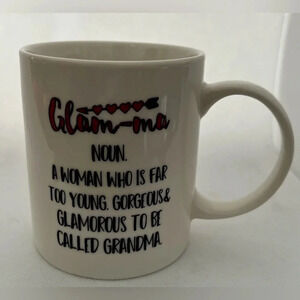 Glam-ma
NOUN.
A WOMAN WHO IS FAR
TOO YOUNG, GORGEOUS&
GLAMOROUS TO BE
CALLED GRANDMA.